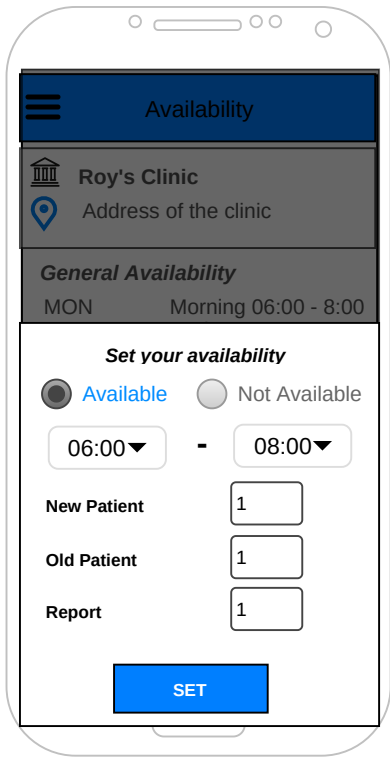 Availability
Roy's Clinic
Address of the clinic
General Availability
MON Morning 06:00 - 8:00
Set your availability
Available Not Available
06:00 - 08:00
New Patient 1
Old Patient 1
Report 1
SET